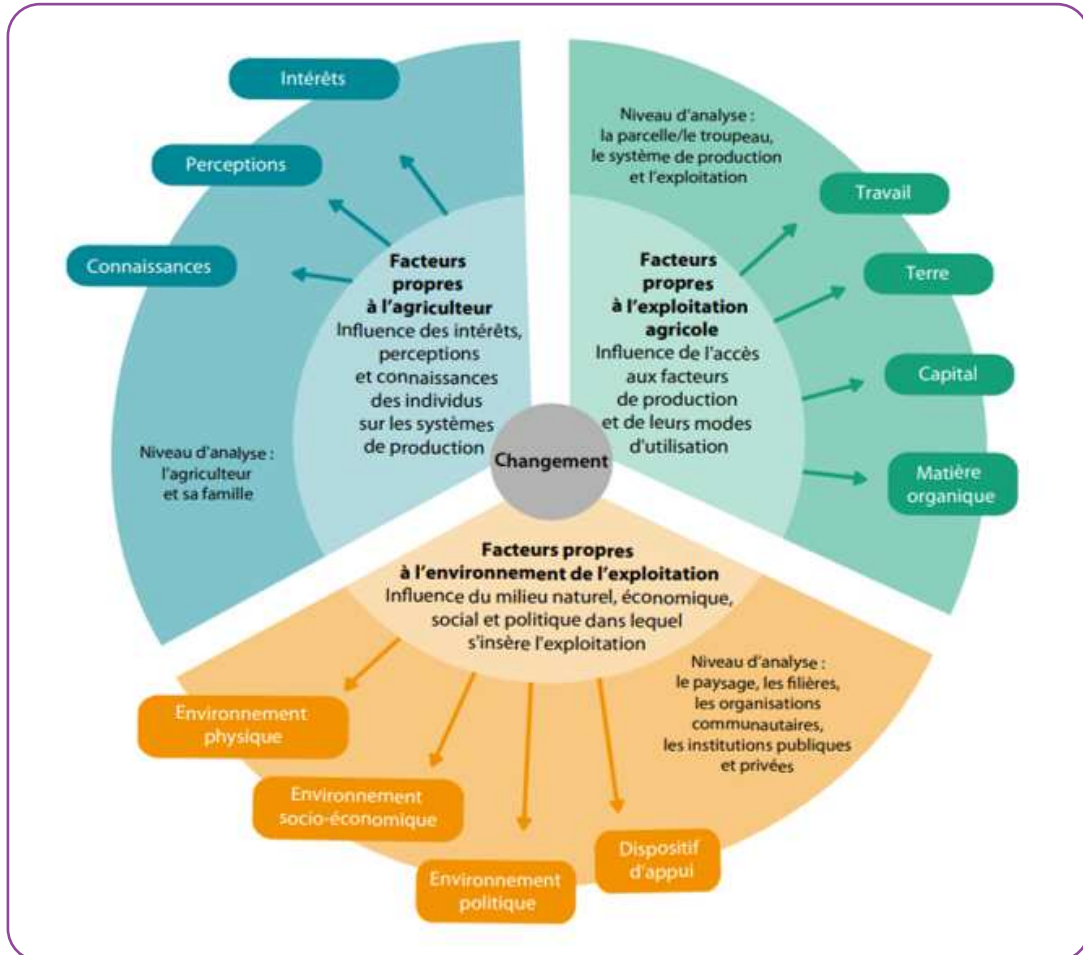 Intérêts
Perceptions
Connaissances
Facteurs
propres
à l'agriculteur
Influence des intérêts,
perceptions
et connaissances
des individus
sur les systèmes
de production
Niveau d'analyse :
l'agriculteur
et sa famille
Niveau d'analyse :
la parcelle/le troupeau,
le système de production
et l'exploitation
Travail
Terre
Capital
Matière
organique
Facteurs
propres
à l'exploitation
agricole
Influence de l'accès
aux facteurs
de production
et de leurs modes
d'utilisation
Changement
Facteurs propres
à l'environnement de l'exploitation
Influence du milieu naturel, économique,
social et politique dans lequel
s'insère l'exploitation
Niveau d'analyse :
le paysage, les filières,
les organisations
communautaires,
les institutions publiques
et privées
Environnement
physique
Environnement
socio-économique
Environnement
politique
Dispositif
d'appui